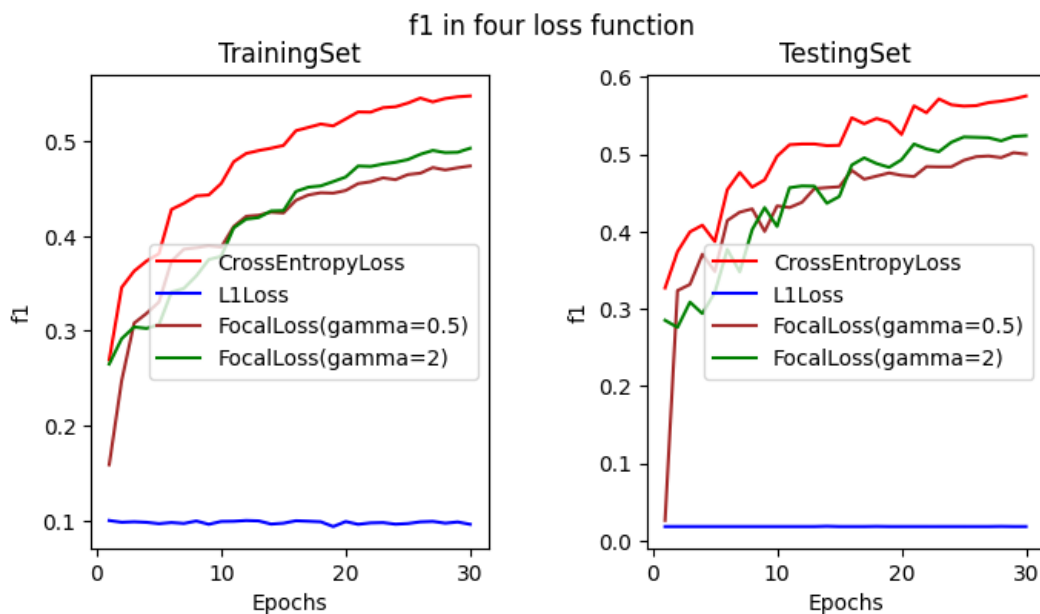 f1 in four loss function
TrainingSet
f1
0.5
0.4
0.3
0.2
0.1
CrossEntropyLoss
L1Loss
FocalLoss(gamma=0.5)
FocalLoss(gamma=2)
0
10
20
30
Epochs
TestingSet
f1
0.6
0.5
0.4
0.3
0.2
0.1
0.0
CrossEntropyLoss
L1Loss
FocalLoss(gamma=0.5)
FocalLoss(gamma=2)
0
10
20
30
Epochs